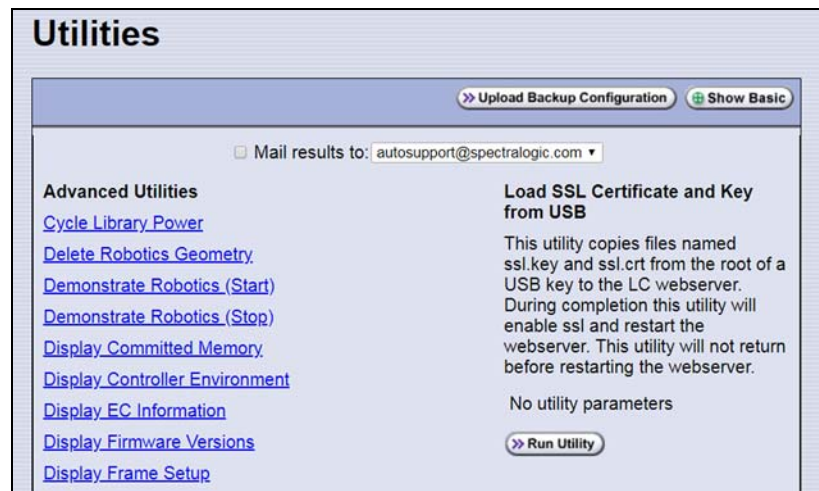 Utilities
Upload Backup Configuration
Show Basic
Mail results to: autosupport@spectralogic.com
Advanced Utilities
Cycle Library Power
Delete Robotics Geometry
Demonstrate Robotics (Start)
Demonstrate Robotics (Stop)
Display Committed Memory
Display Controller Environment
Display EC Information
Display Firmware Versions
Display Frame Setup
Load SSL Certificate and Key
from USB
This utility copies files named
ssl.key and ssl.crt from the root of a
USB key to the LC webserver.
During completion this utility will
enable ssl and restart the
webserver. This utility will not return
before restarting the webserver.
No utility parameters
Run Utility